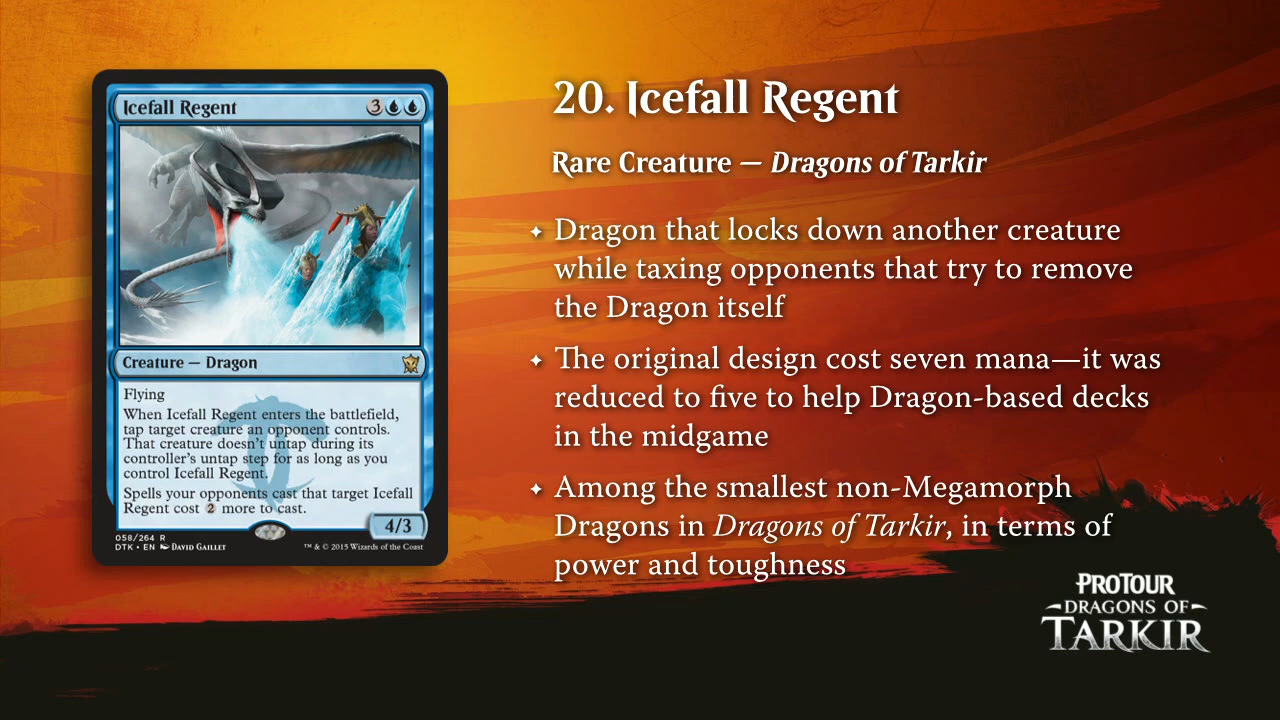 Icefall Regent 3
Creature — Dragon
Flying
When Icefall Regent enters the battlefield,
tap target creature an opponent controls.
That creature doesn't untap during its
controller's untap step for as long as you
control Icefall Regent.
Spells your opponents cast that target Icefall
Regent cost 2 more to cast.
4/3
058/264 R
DTK • EN David Gaillet
™ & © 2015 Wizards of the Coast
20. Icefall Regent
Rare Creature — Dragons of Tarkir
✦ Dragon that locks down another creature
while taxing opponents that try to remove
the Dragon itself
✦ The original design cost seven mana—it was
reduced to five to help Dragon-based decks
in the midgame
✦ Among the smallest non-Megamorph
Dragons in Dragons of Tarkir, in terms of
power and toughness
PROTOUR
DRAGONS OF
TARKIR